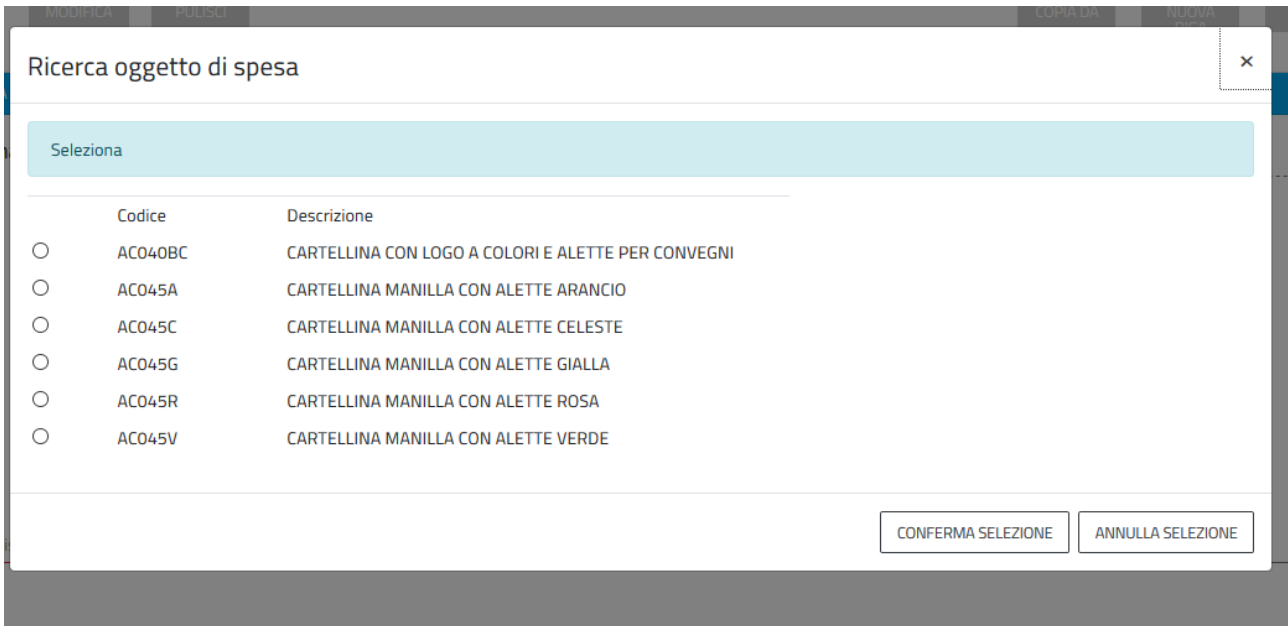 MODIFICA PULISCI COPIA DA NUOVA
RIGA
Ricerca oggetto di spesa ×
Seleziona
Codice Descrizione
AC040BC CARTELLINA CON LOGO A COLORI E ALETTE PER CONVEGNI
AC045A CARTELLINA MANILLA CON ALETTE ARANCIO
AC045C CARTELLINA MANILLA CON ALETTE CELESTE
AC045G CARTELLINA MANILLA CON ALETTE GIALLA
AC045R CARTELLINA MANILLA CON ALETTE ROSA
AC045V CARTELLINA MANILLA CON ALETTE VERDE
CONFERMA SELEZIONE ANNULLA SELEZIONE